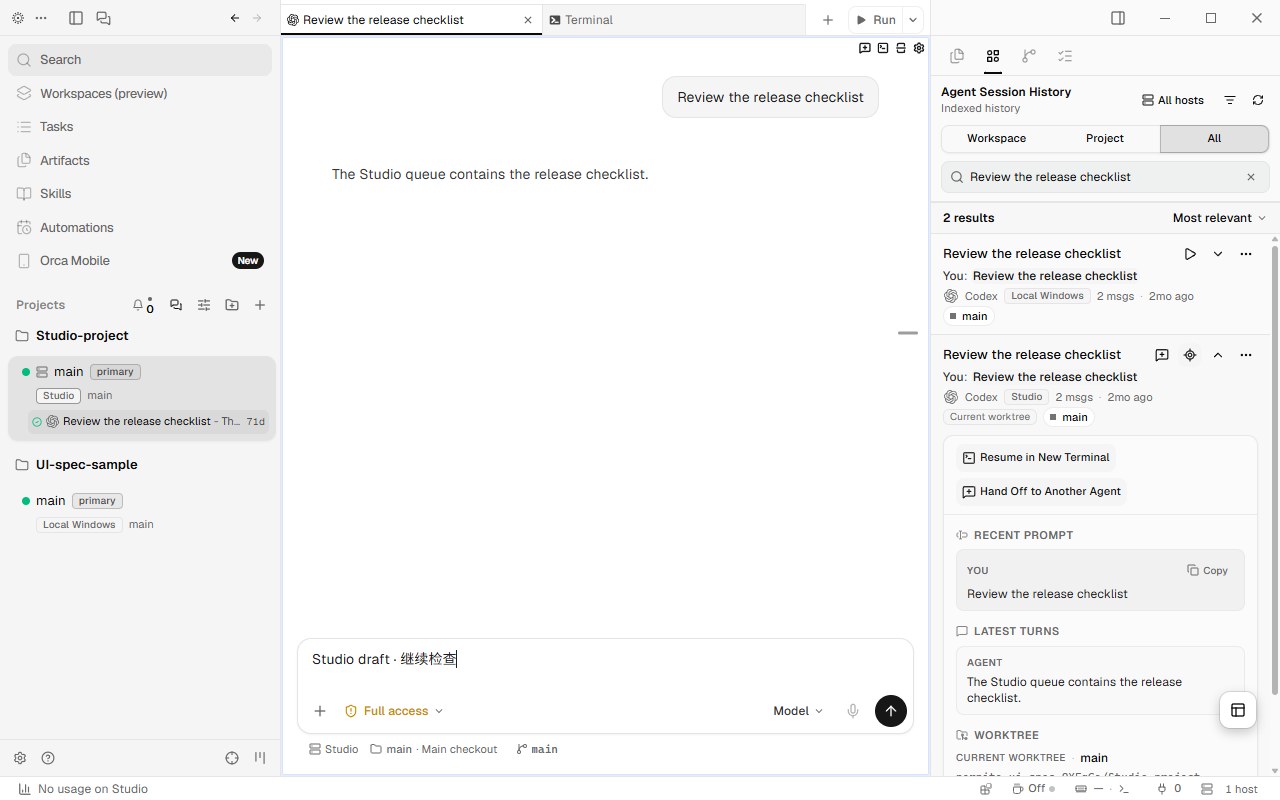 Review the release checklist
Terminal
Run
Search
Workspaces (preview)
Tasks
Artifacts
Skills
Automations
Orca Mobile
New
Projects
0
Studio-project
main primary
Studio main
Review the release checklist - Th... 71d
UI-spec-sample
main primary
Local Windows main
Review the release checklist
The Studio queue contains the release checklist.
Studio draft · 继续检查
Full access
Model
Studio main · Main checkout main
Agent Session History
Indexed history
All hosts
Workspace Project All
Review the release checklist
2 results
Most relevant
Review the release checklist
You: Review the release checklist
Codex Local Windows 2 msgs · 2mo ago
main
Review the release checklist
You: Review the release checklist
Codex Studio 2 msgs · 2mo ago
Current worktree main
Resume in New Terminal
Hand Off to Another Agent
RECENT PROMPT
YOU
Copy
Review the release checklist
LATEST TURNS
AGENT
The Studio queue contains the release
checklist.
WORKTREE
CURRENT WORKTREE · main
No usage on Studio
Off
0
1 host